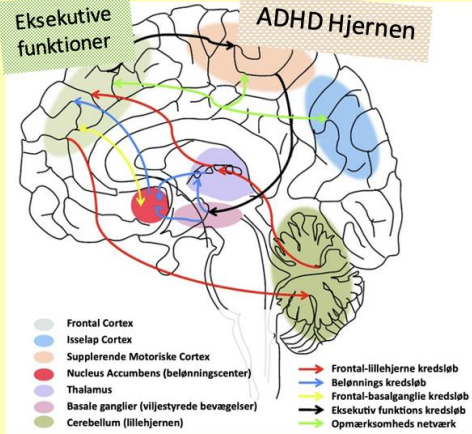 Eksekutive
funktioner
ADHD Hjernen
Frontal Cortex
Isselap Cortex
Supplerende Motoriske Cortex
Nucleus Accumbens (belønningscenter)
Thalamus
Basale ganglier (viljestyrede bevægelser)
Cerebellum (lillehjernen)
Frontal-lillehjerne kredsløb
Belønnings kredsløb
Frontal-basalganglie kredsløb
Eksekutiv funktions kredsløb
Opmærksomheds netværk